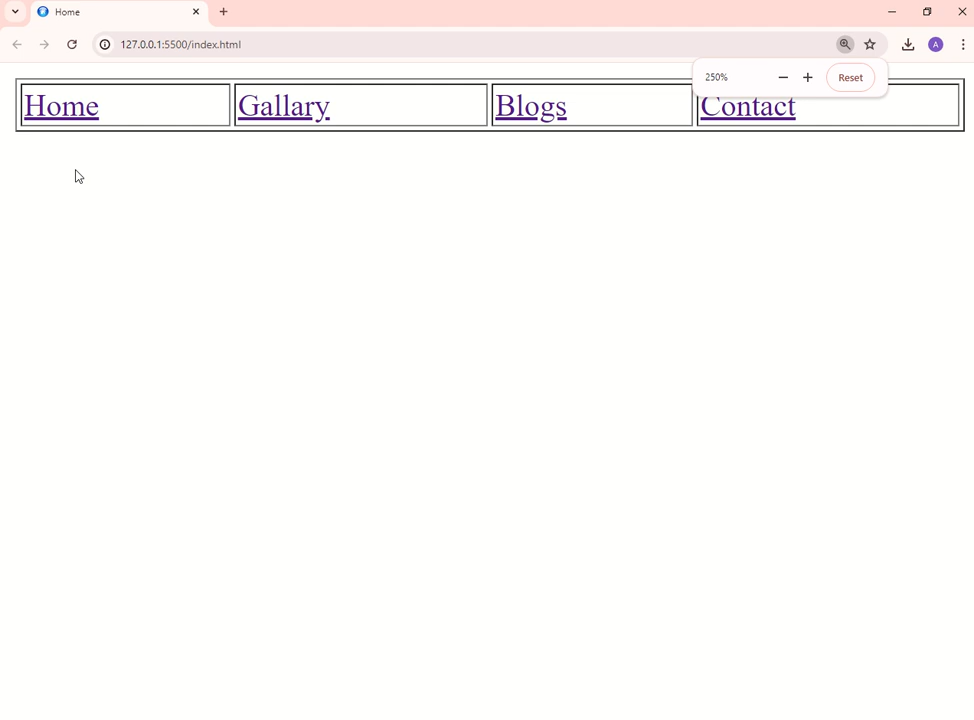 Home
127.0.0.1:5500/index.html
A
250%
Reset
Home Gallary Blogs Contact